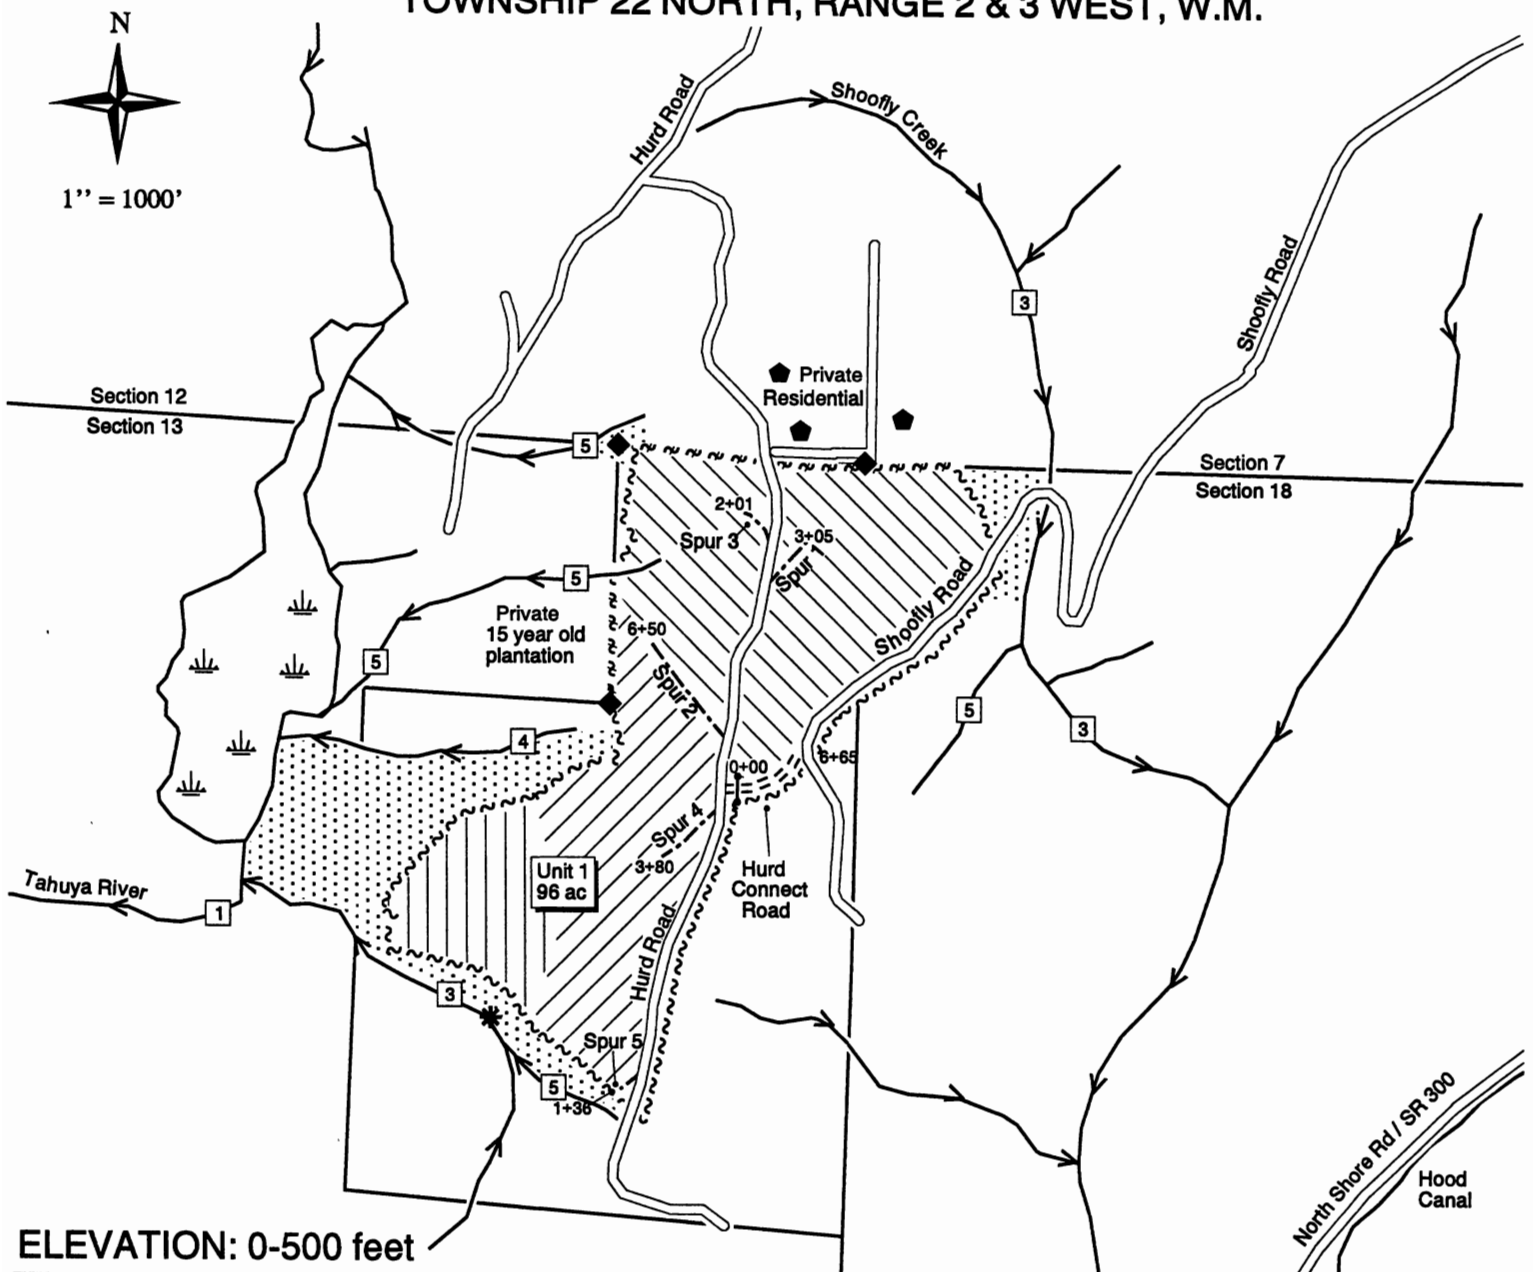 TOWNSHIP 22 NORTH, RANGE 2 & 3 WEST, W.M.
N
1’’ = 1000’
Hurd Road
Shoofly Creek
Shoofly Road
3
Private
Residential
Section 12
Section 13
5
Section 7
Section 18
2+01
Spur 3
3+05
Spur 1
5
Private
15 year old
plantation
6+50
Spur 2
Shoofly Road
5
5
3
4
0+00
6+65
Spur 4
3+80
Unit 1
96 ac
Hurd
Connect
Road
Tahuya River
1
Hurd Road
3
Spur 5
5
1+36
North Shore Rd / SR 300
Hood
Canal
ELEVATION: 0-500 feet